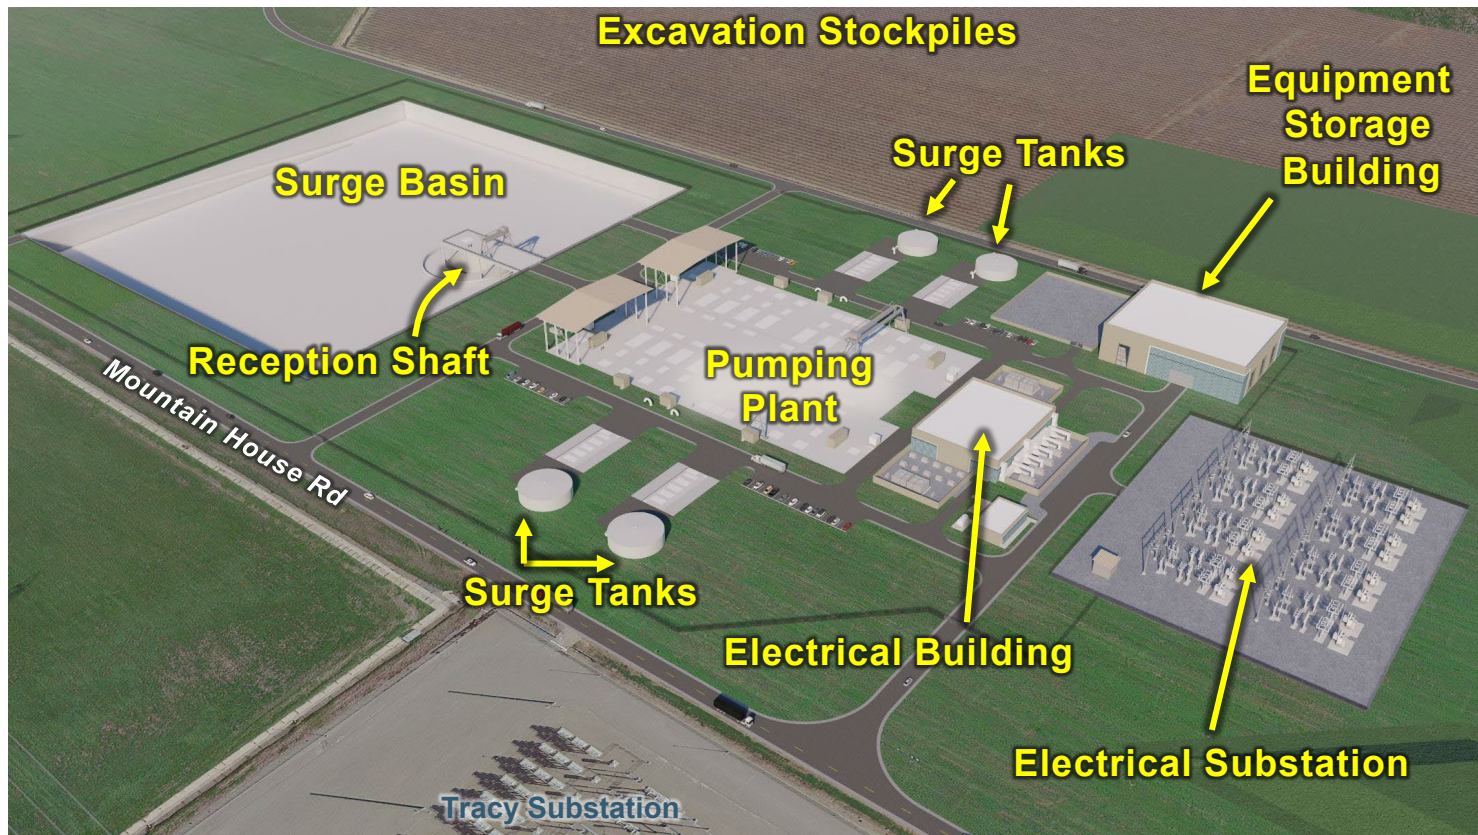 Excavation Stockpiles
Equipment
Storage
Building
Surge Tanks
Surge Basin
Reception Shaft
Pumping
Plant
Mountain House Rd
Surge Tanks
Electrical Building
Electrical Substation
Tracy Substation